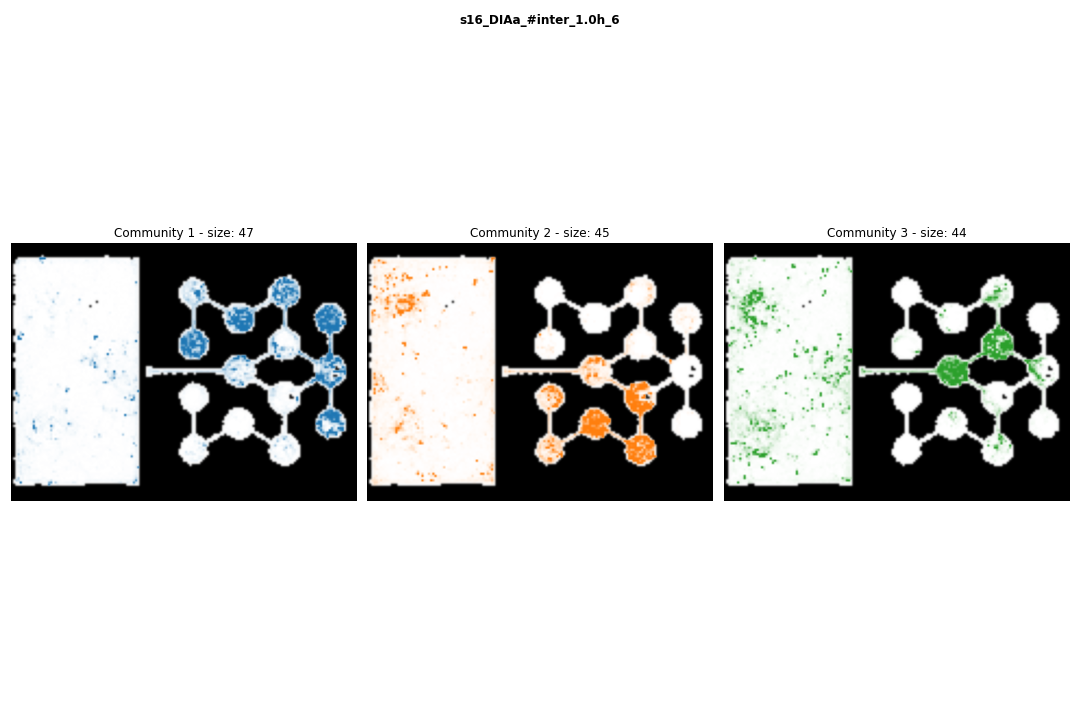 s16_DIAa_#inter_1.0h_6
Community 1 - size: 47
Community 2 - size: 45
Community 3 - size: 44